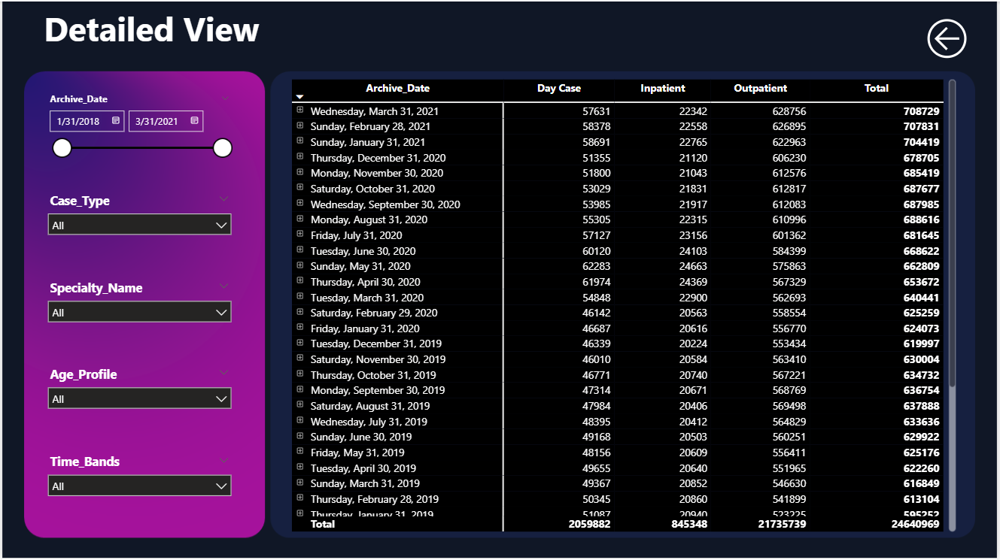 Detailed View
Archive_Date
1/31/2018 3/31/2021
Case_Type
All
Specialty_Name
All
Age_Profile
All
Time_Bands
All
Archive_Date Day Case Inpatient Outpatient Total
Wednesday, March 31, 2021 57631 22342 628756 708729
Sunday, February 28, 2021 58378 22558 626895 707831
Sunday, January 31, 2021 58691 22765 622963 704419
Thursday, December 31, 2020 51355 21120 606230 678705
Monday, November 30, 2020 51800 21043 612576 685419
Saturday, October 31, 2020 53029 21831 612817 687677
Wednesday, September 30, 2020 53985 21917 612083 687985
Monday, August 31, 2020 55305 22315 610996 688616
Friday, July 31, 2020 57127 23156 601362 681645
Tuesday, June 30, 2020 60120 24103 584399 668622
Sunday, May 31, 2020 62283 24663 575863 662809
Thursday, April 30, 2020 61974 24369 567329 653672
Tuesday, March 31, 2020 54848 22900 562693 640441
Saturday, February 29, 2020 46142 20563 558554 625259
Friday, January 31, 2020 46687 20616 556770 624073
Tuesday, December 31, 2019 46339 20224 553434 619997
Saturday, November 30, 2019 46010 20584 563410 630004
Thursday, October 31, 2019 46771 20740 567221 634732
Monday, September 30, 2019 47314 20671 568769 636754
Saturday, August 31, 2019 47984 20406 569498 637888
Wednesday, July 31, 2019 48395 20412 564829 633636
Sunday, June 30, 2019 49168 20503 560251 629922
Friday, May 31, 2019 48156 20609 556411 625176
Tuesday, April 30, 2019 49655 20640 551965 622260
Sunday, March 31, 2019 49367 20852 546630 616849
Thursday, February 28, 2019 50345 20860 541899 613104
Thursday, January 31, 2019 51087 20940 523225 595252
Total 2059882 845348 21735739 24640969